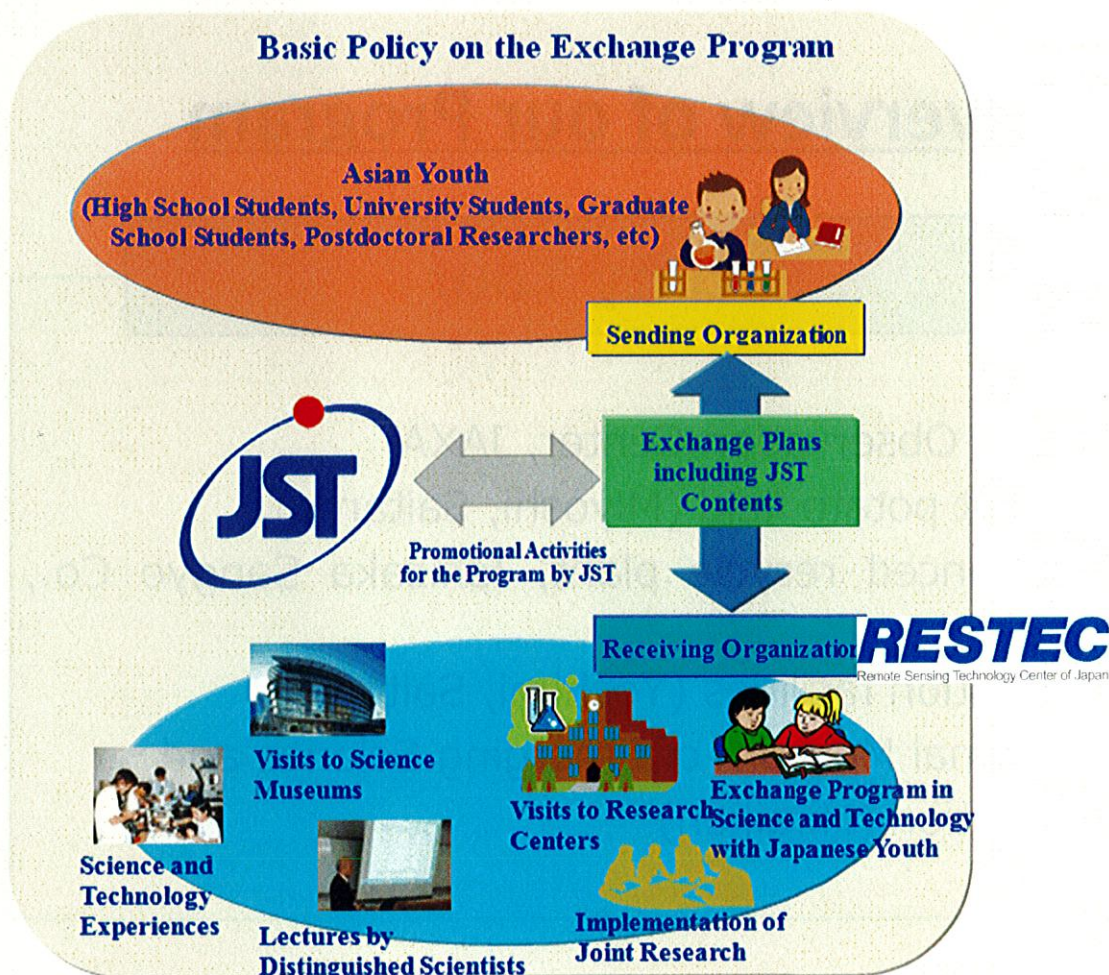 Basic Policy on the Exchange Program
Asian Youth
(High School Students, University Students, Graduate
School Students, Postdoctoral Researchers, etc)
Sending Organization
JST
Exchange Plans
including JST
Contents
Promotional Activities
for the Program by JST
Receiving Organization
RESTEC
Remote Sensing Technology Center of Japan
Visits to Science
Museums
Visits to Research
Centers
Exchange Program in
Science and Technology
with Japanese Youth
Science and
Technology
Experiences
Lectures by
Distinguished Scientists
Implementation of
Joint Research